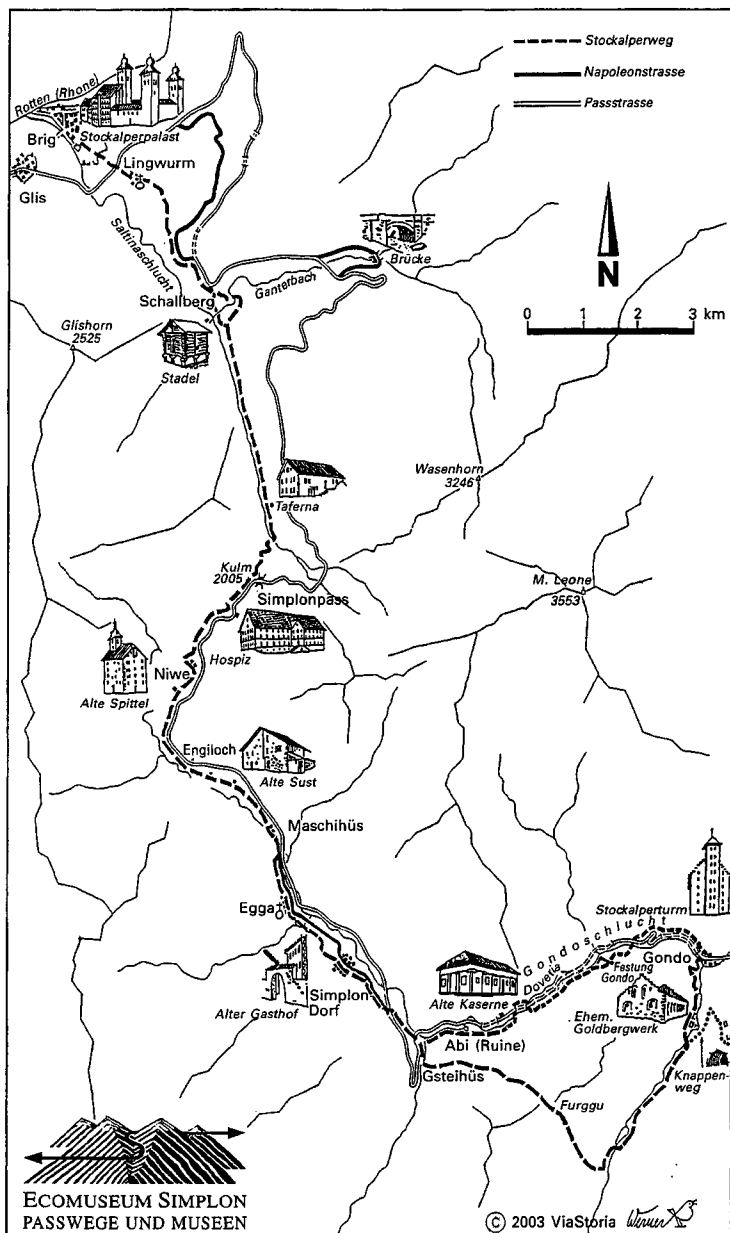 Stockalperweg
Napoleonstrasse
Passstrasse
Rotten (Rhone)
Brig
Stockalperpalast
Lingwurm
Glis
Saltinaschlucht
Brücke
Ganterbach
Schallberg
N
0 1 2 3 km
Glishorn
2525
Stadel
Wasenhorn
3246
Taferna
Kulm
2005
Simplonpass
M. Leone
3553
Hospiz
Niwe
Alte Spittel
Engiloch
Alte Sust
Maschihüs
Egga
Stockalperturm
Gondoschlucht
Doveria
Gondo
Festung
Gondo
Alter Gasthof
Simplon
Dorf
Alte Kaserne
Ehem.
Goldbergwerk
Abi (Ruine)
Gsteihüs
Knappen-
weg
Furggu
ECOMUSEUM SIMPLON
PASSWEGE UND MUSEEN
© 2003 ViaStoria Werner